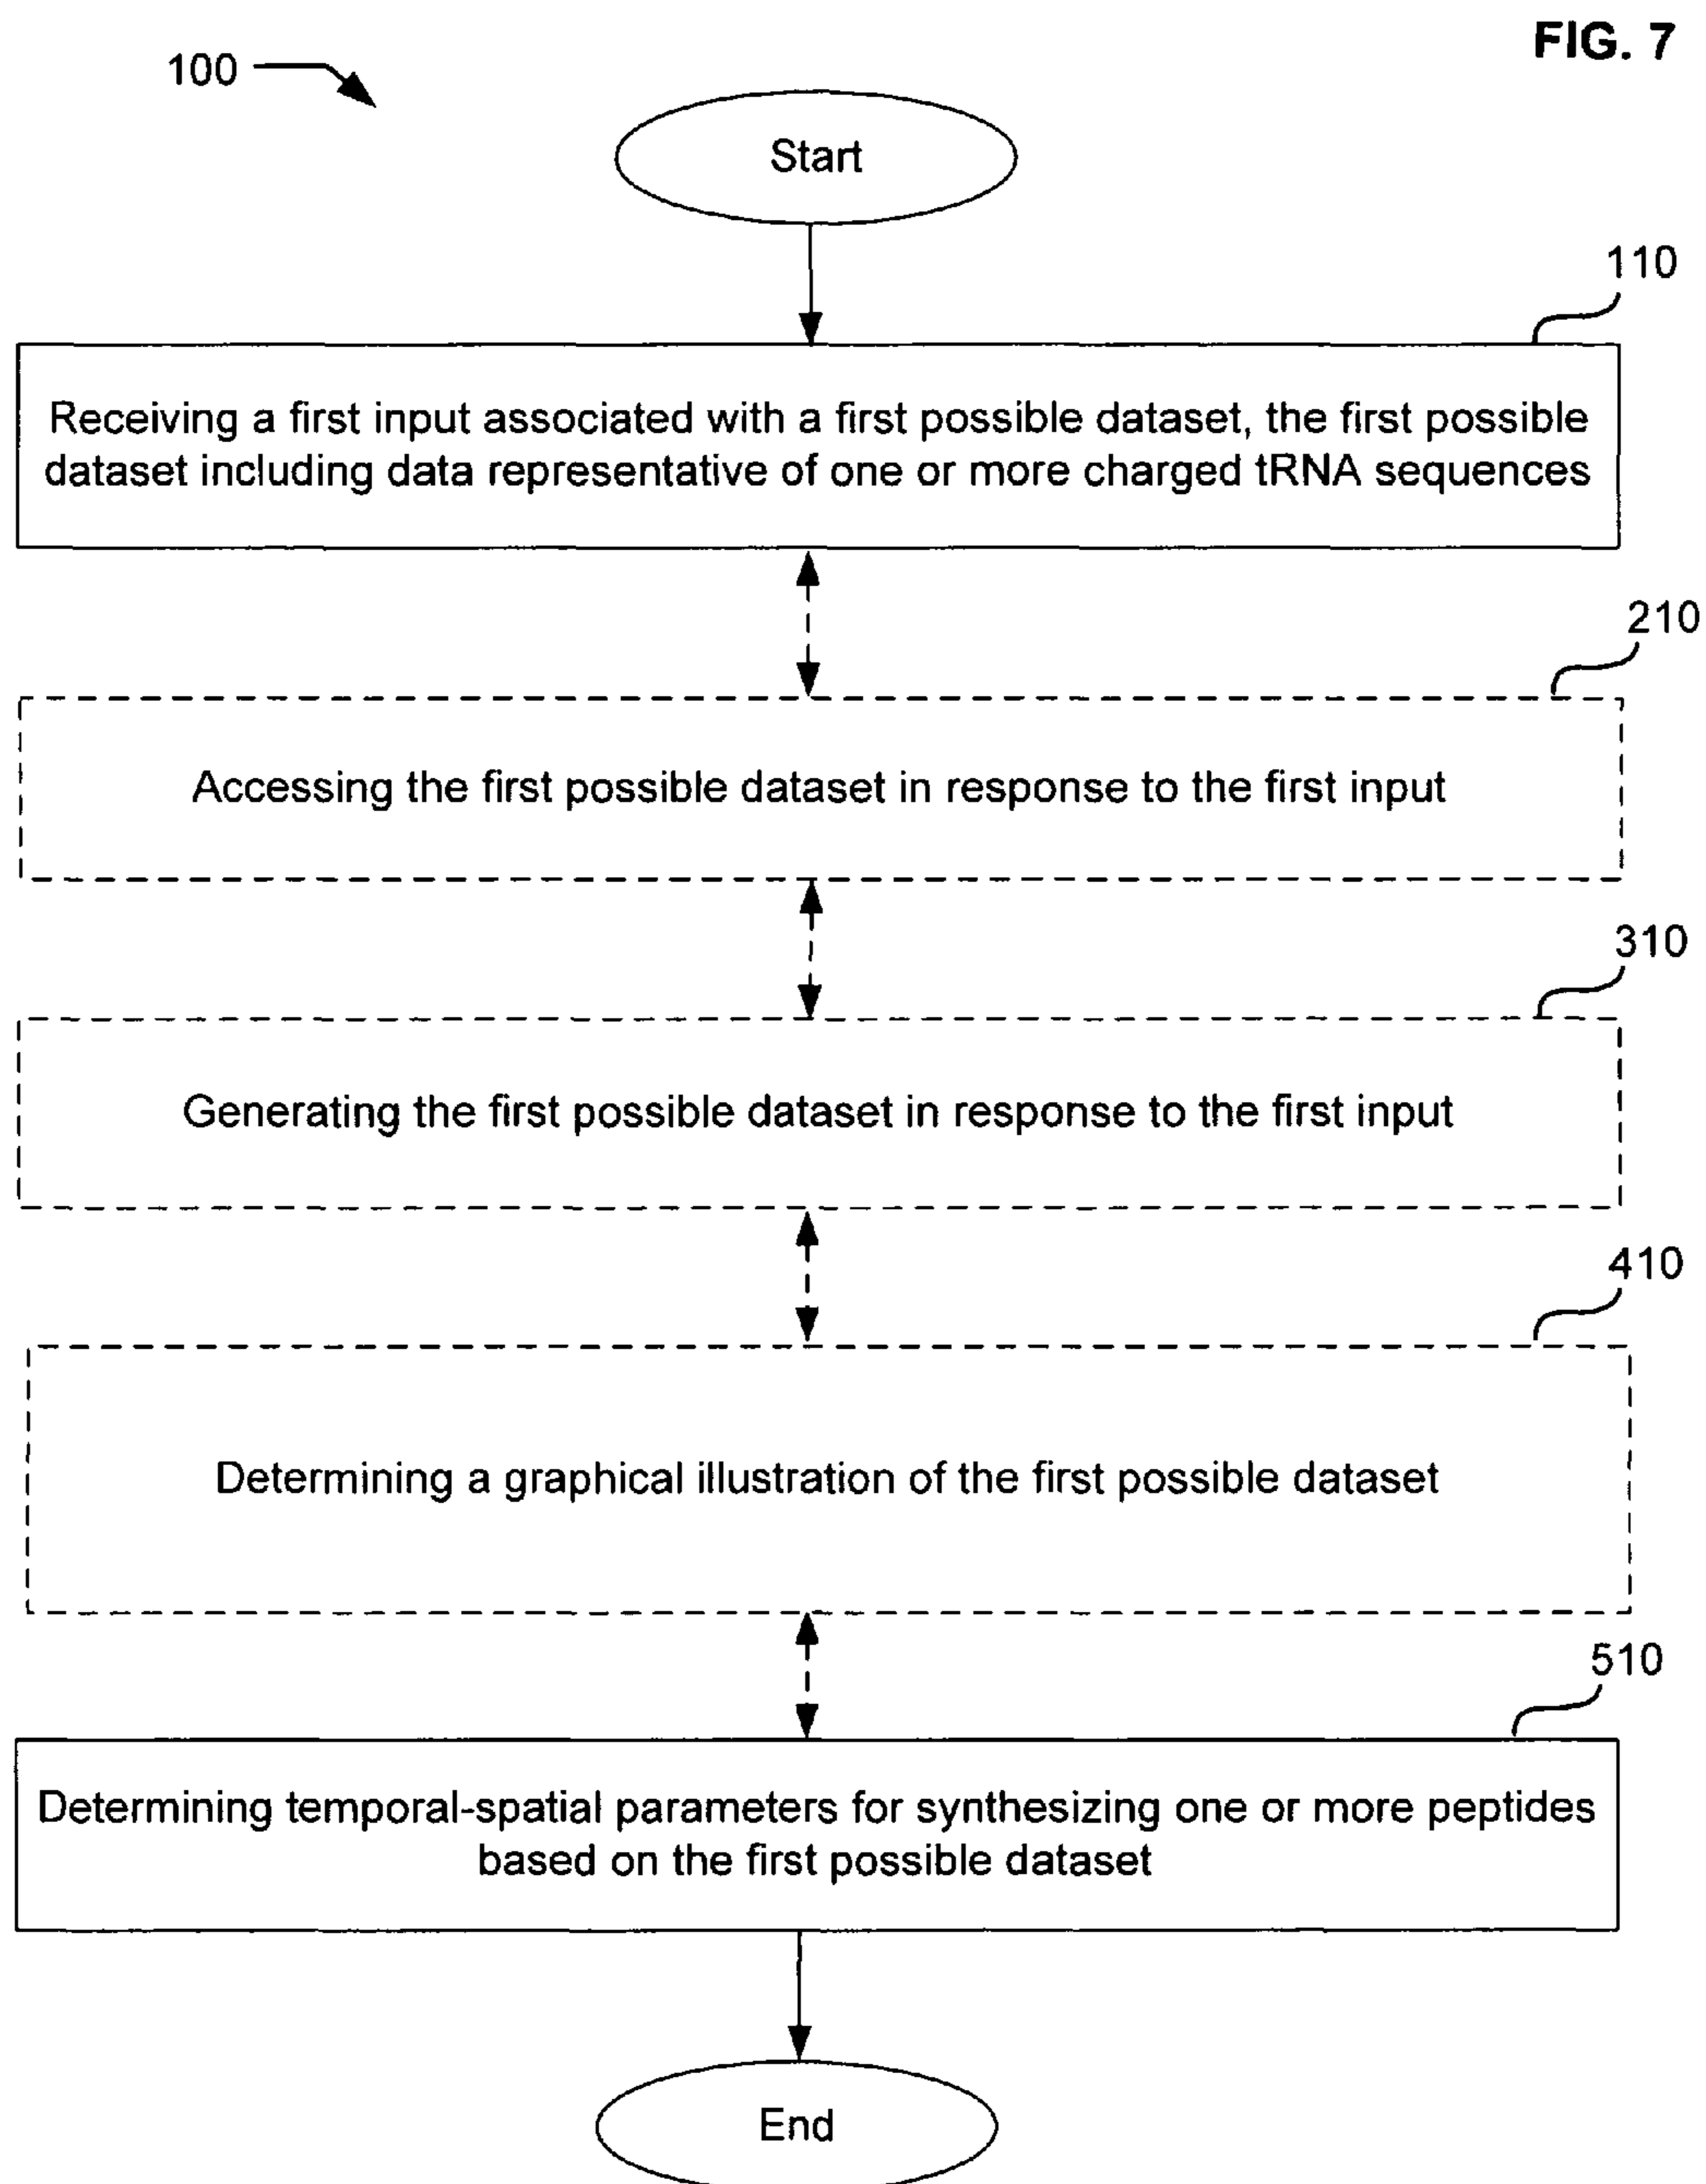 FIG. 7
100
Start
110
Receiving a first input associated with a first possible dataset, the first possible
dataset including data representative of one or more charged tRNA sequences
210
Accessing the first possible dataset in response to the first input
310
Generating the first possible dataset in response to the first input
410
Determining a graphical illustration of the first possible dataset
510
Determining temporal-spatial parameters for synthesizing one or more peptides
based on the first possible dataset
End